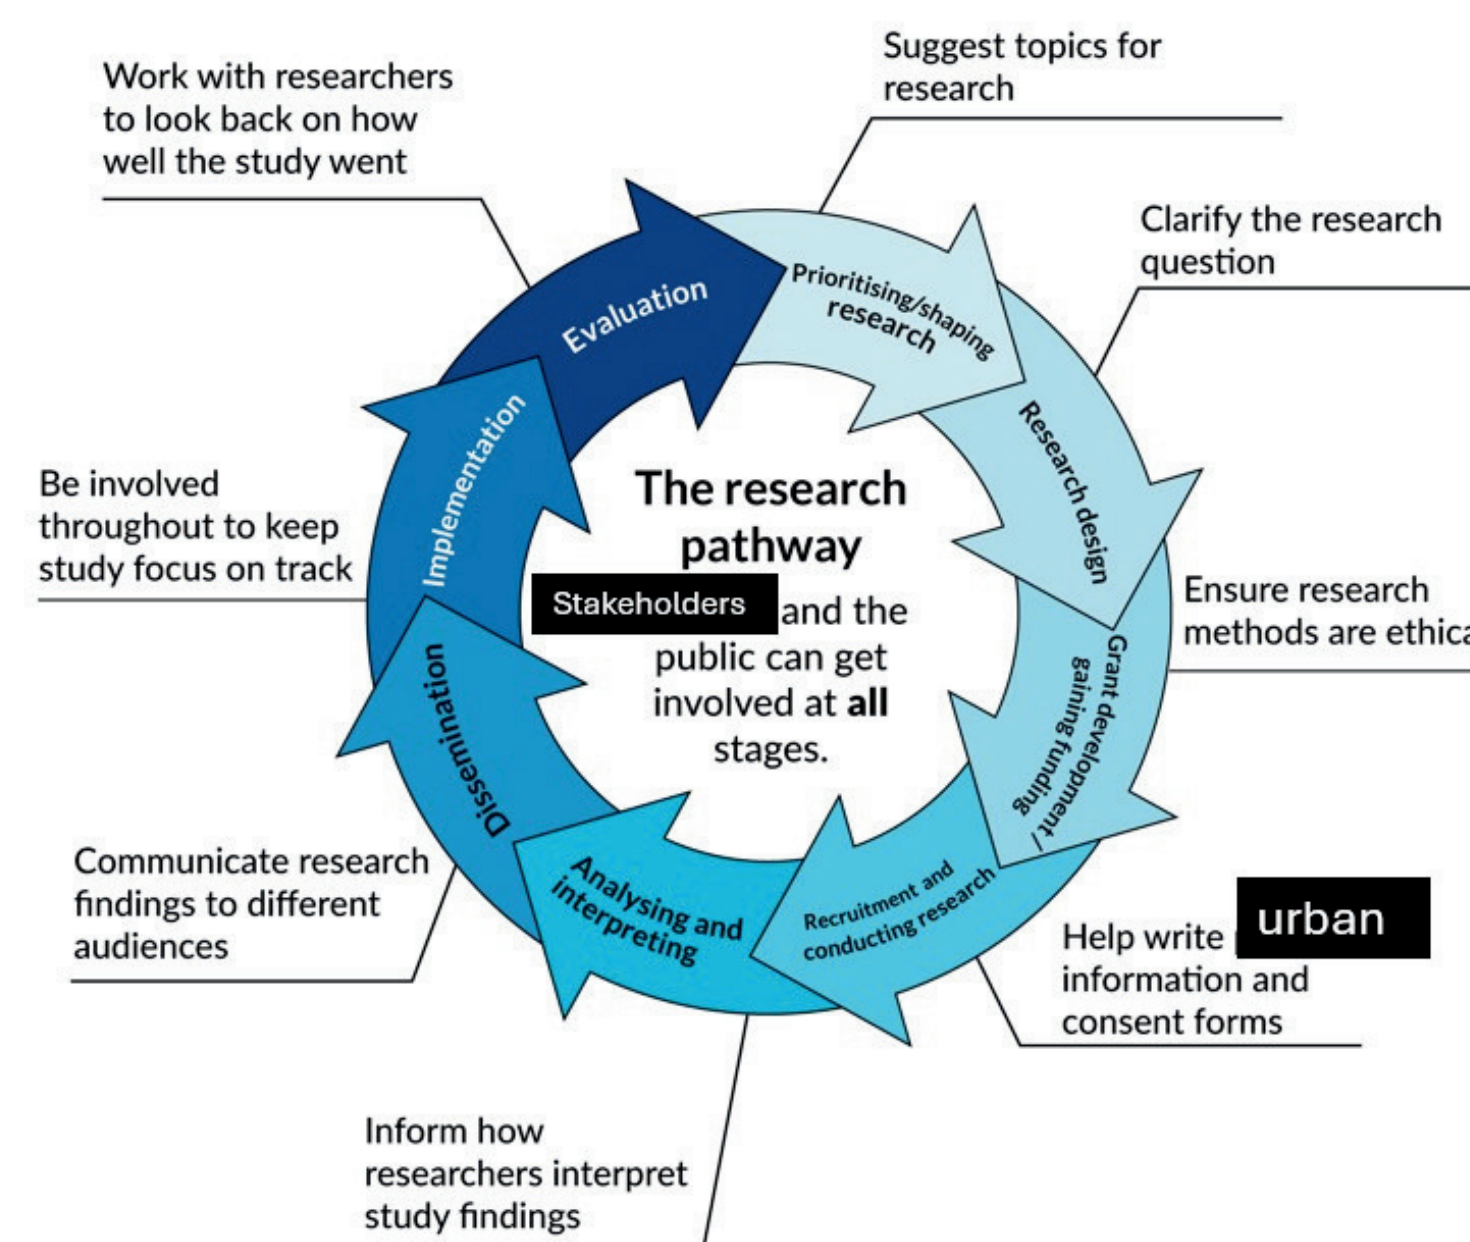 Suggest topics for
research
Work with researchers
to look back on how
well the study went
Clarify the research
question
Evaluation
Prioritising/shaping
research
Research design
Implementation
The research
pathway
Stakeholders and the
public can get
involved at all
stages.
Be involved
throughout to keep
study focus on track
Ensure research
methods are ethica
Grant development /
gaining funding
Dissemination
Recruitment and
conducting research
Analysing and
interpreting
Communicate research
findings to different
audiences
Help write urban
information and
consent forms
Inform how
researchers interpret
study findings